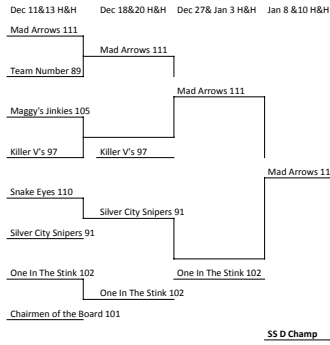 Dec 11&13 H&H Dec 18&20 H&H Dec 27& Jan 3 H&H Jan 8 &10 H&H
Mad Arrows 111
Mad Arrows 111
Team Number 89
Mad Arrows 111
Maggy's Jinkies 105
Killer V's 97 Killer V's 97
Mad Arrows 11
Snake Eyes 110
Silver City Snipers 91
Silver City Snipers 91
One In The Stink 102 One In The Stink 102
One In The Stink 102
Chairmen of the Board 101
SS D Champ